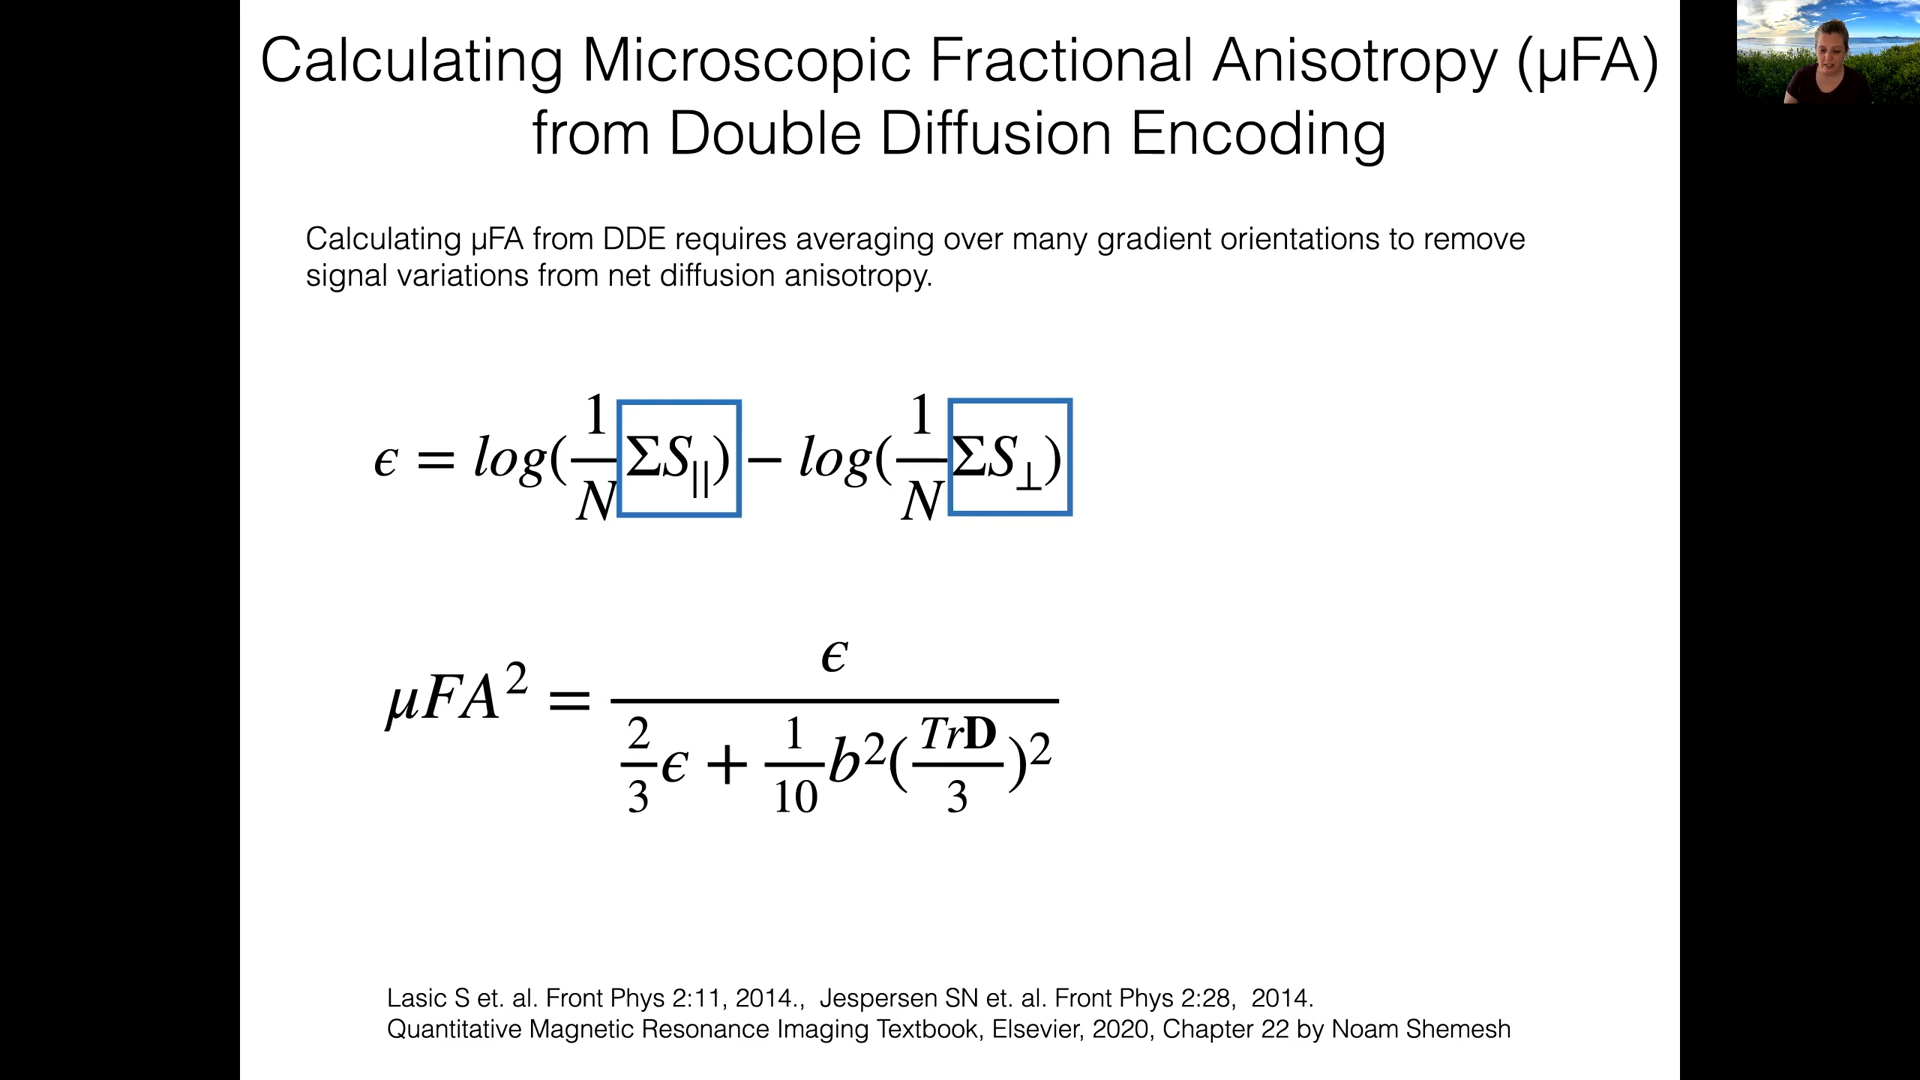 Calculating Microscopic Fractional Anisotropy (μFA)
from Double Diffusion Encoding
Calculating μFA from DDE requires averaging over many gradient orientations to remove
signal variations from net diffusion anisotropy.
ϵ = log(1/N ΣS||) − log(1/N ΣS⊥)
μFA² = ϵ / (2/3 ϵ + 1/10 b²(TrD/3)²)
Lasic S et. al. Front Phys 2:11, 2014., Jespersen SN et. al. Front Phys 2:28, 2014.
Quantitative Magnetic Resonance Imaging Textbook, Elsevier, 2020, Chapter 22 by Noam Shemesh